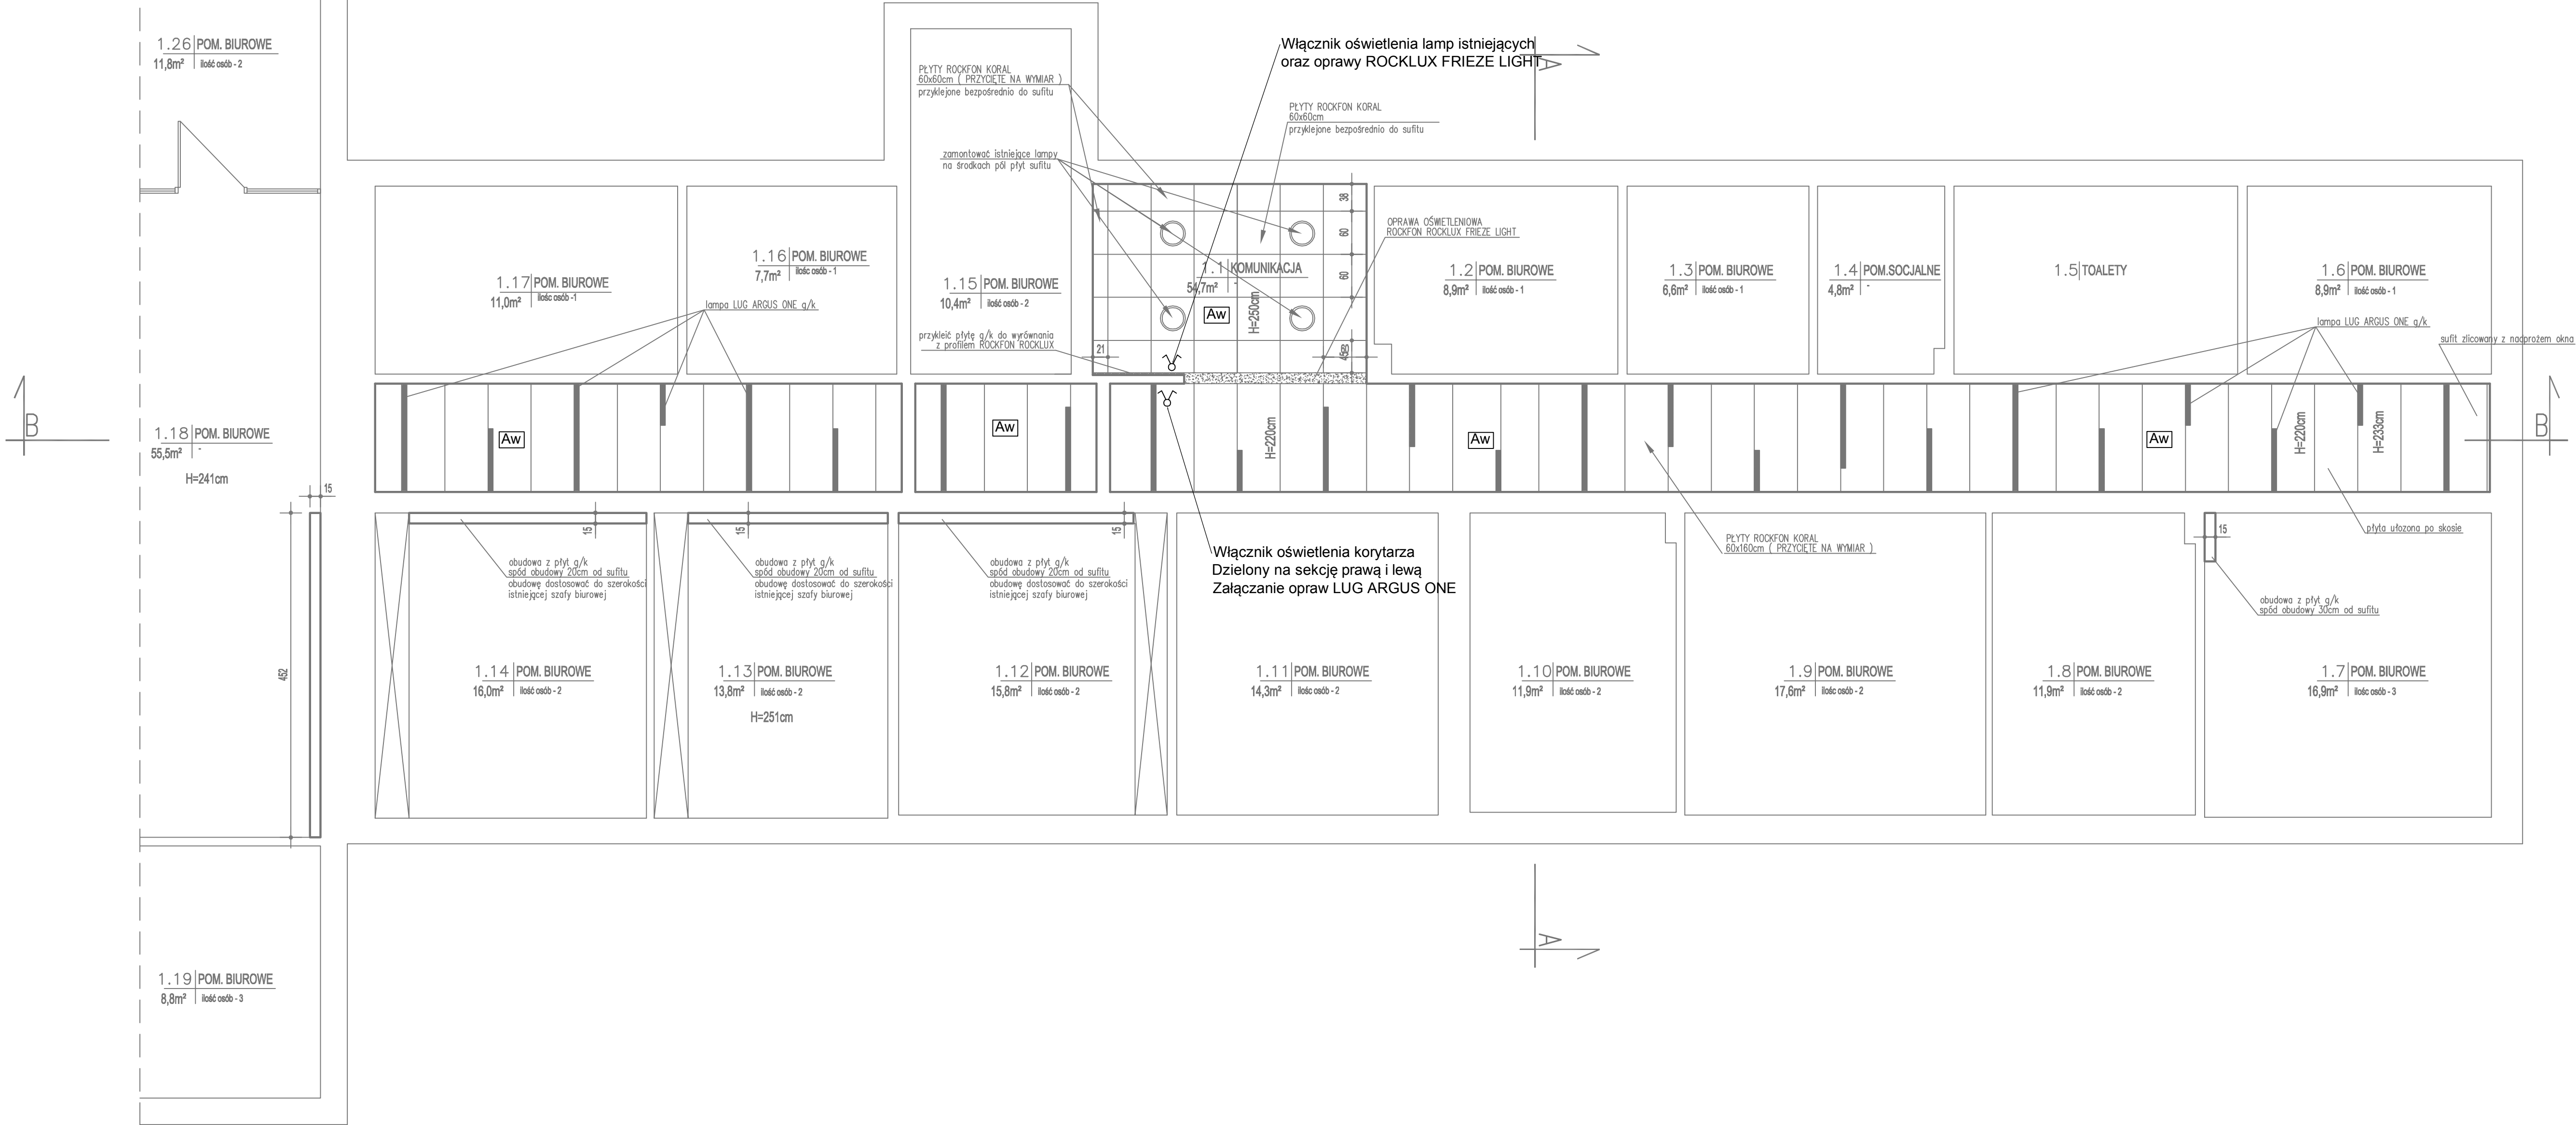 1.26 POM. BIUROWE
11,8m² ilość osób - 2
Włącznik oświetlenia lamp istniejących
oraz oprawy ROCKLUX FRIEZE LIGHT
A
PŁYTY ROCKFON KORAL
60x60cm ( PRZYCIĘTE NA WYMIAR )
przyklejone bezpośrednio do sufitu
PŁYTY ROCKFON KORAL
60x60cm
przyklejone bezpośrednio do sufitu
zamontować istniejące lampy
na środkach pól płyt sufitu
OPRAWA OŚWIETLENIOWA
ROCKFON ROCKLUX FRIEZE LIGHT
38
60
60
1.17 POM. BIUROWE
11,0m² ilość osób -1
1.16 POM. BIUROWE
7,7m² ilość osób - 1
1.15 POM. BIUROWE
10,4m² ilość osób - 2
1.1 KOMUNIKACJA
54,7m² -
H=250cm
Aw
1.2 POM. BIUROWE
8,9m² ilość osób - 1
1.3 POM. BIUROWE
6,6m² ilość osób - 1
1.4 POM.SOCJALNE
4,8m² -
1.5 TOALETY
1.6 POM. BIUROWE
8,9m² ilość osób - 1
lampa LUG ARGUS ONE g/k
lampa LUG ARGUS ONE g/k
przykleić płytę g/k do wyrównania
z profilem ROCKFON ROCKLUX
21
sufit zlicowany z nadprożem okna
B
1.18 POM. BIUROWE
55,5m² -
H=241cm
Aw
Aw
H=220cm
Aw
Aw
H=220cm
H=233cm
B
15
15
15
15
15
płyta ułożona po skosie
PŁYTY ROCKFON KORAL
60x160cm ( PRZYCIĘTE NA WYMIAR )
Włącznik oświetlenia korytarza
Dzielony na sekcję prawą i lewą
Załączanie opraw LUG ARGUS ONE
obudowa z płyt g/k
spód obudowy 20cm od sufitu
obudowę dostosować do szerokości
istniejącej szafy biurowej
obudowa z płyt g/k
spód obudowy 20cm od sufitu
obudowę dostosować do szerokości
istniejącej szafy biurowej
obudowa z płyt g/k
spód obudowy 20cm od sufitu
obudowę dostosować do szerokości
istniejącej szafy biurowej
obudowa z płyt g/k
spód obudowy 30cm od sufitu
452
1.14 POM. BIUROWE
16,0m² ilość osób - 2
1.13 POM. BIUROWE
13,8m² ilość osób - 2
H=251cm
1.12 POM. BIUROWE
15,8m² ilość osób - 2
1.11 POM. BIUROWE
14,3m² ilość osób - 2
1.10 POM. BIUROWE
11,9m² ilość osób - 2
1.9 POM. BIUROWE
17,6m² ilość osób - 2
1.8 POM. BIUROWE
11,9m² ilość osób - 2
1.7 POM. BIUROWE
16,9m² ilość osób - 3
A
1.19 POM. BIUROWE
8,8m² ilość osób - 3